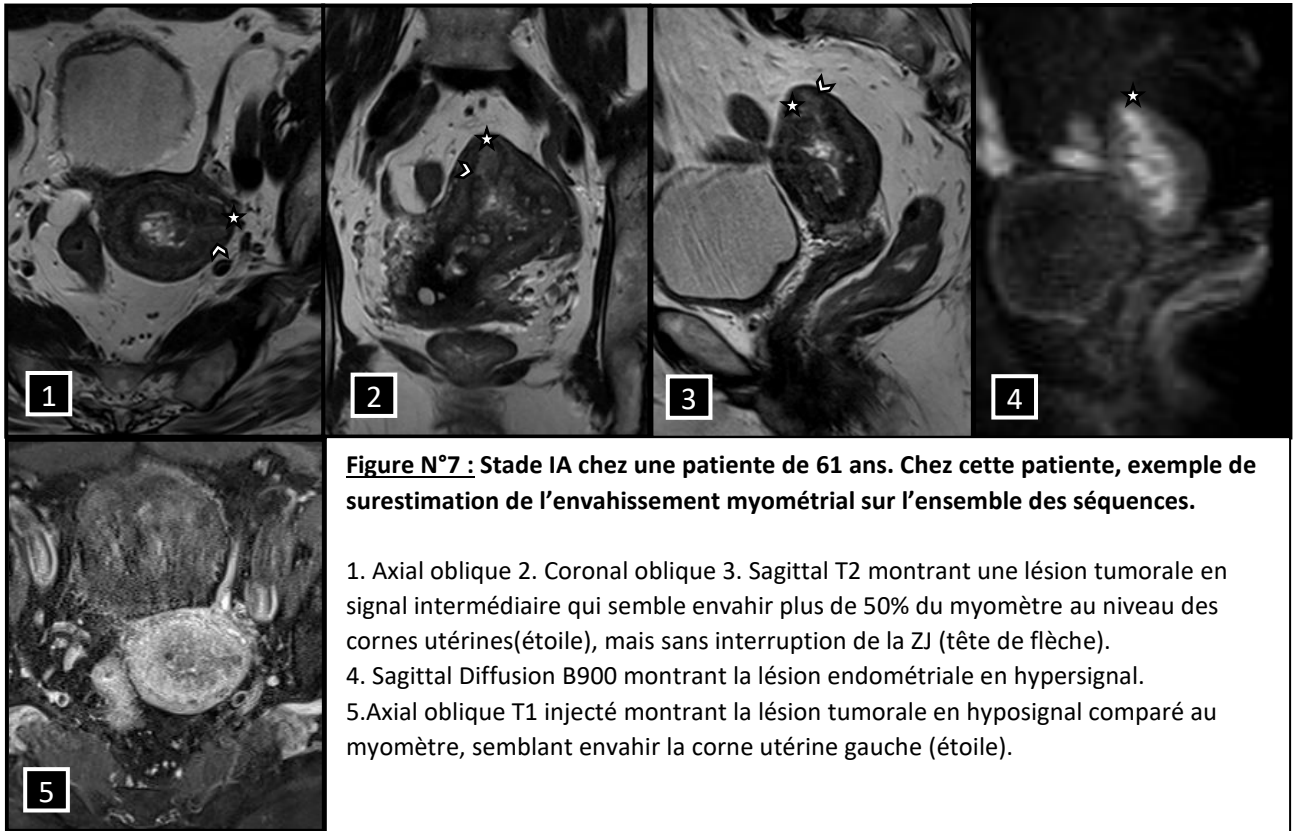 1
2
3
4
5
Figure N°7 : Stade IA chez une patiente de 61 ans. Chez cette patiente, exemple de
surestimation de l’envahissement myométrial sur l’ensemble des séquences.
1. Axial oblique 2. Coronal oblique 3. Sagittal T2 montrant une lésion tumorale en
signal intermédiaire qui semble envahir plus de 50% du myomètre au niveau des
cornes utérines(étoile), mais sans interruption de la ZJ (tête de flèche).
4. Sagittal Diffusion B900 montrant la lésion endométriale en hypersignal.
5.Axial oblique T1 injecté montrant la lésion tumorale en hyposignal comparé au
myomètre, semblant envahir la corne utérine gauche (étoile).